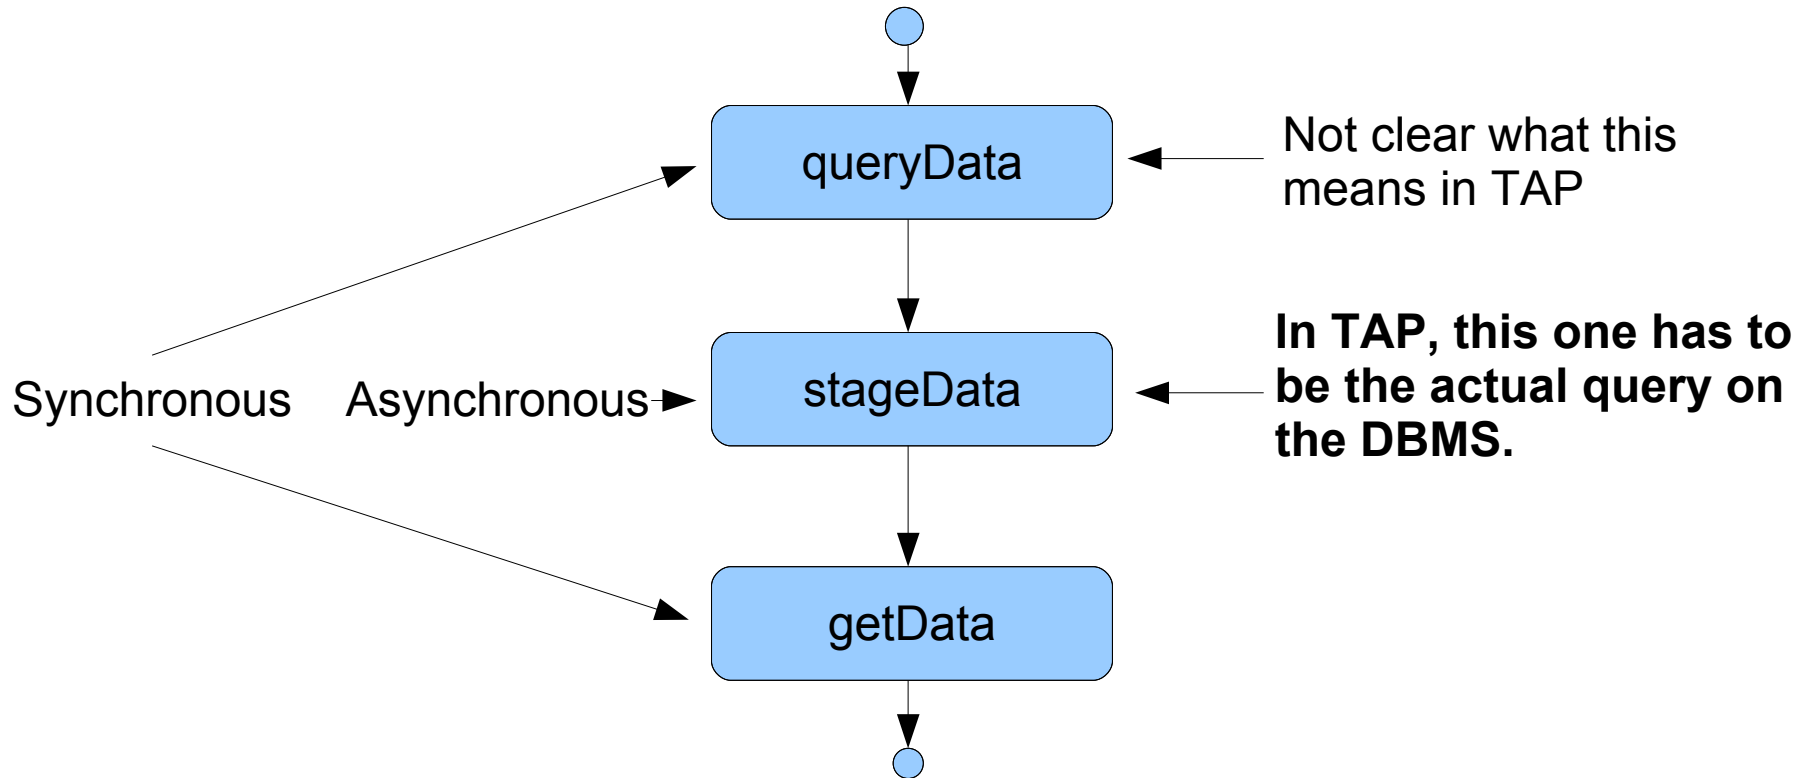 queryData
Not clear what this
means in TAP
Synchronous
Asynchronous
stageData
In TAP, this one has to
be the actual query on
the DBMS.
getData